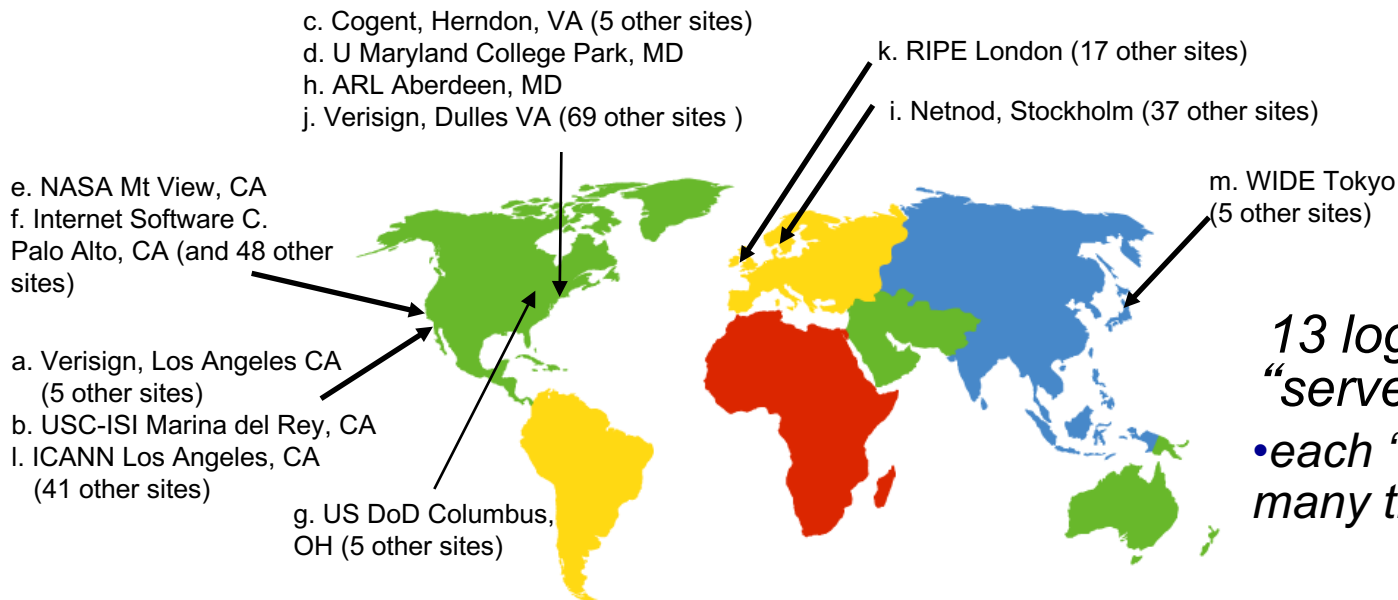 c. Cogent, Herndon, VA (5 other sites)
d. U Maryland College Park, MD
h. ARL Aberdeen, MD
j. Verisign, Dulles VA (69 other sites )
k. RIPE London (17 other sites)
i. Netnod, Stockholm (37 other sites)
m. WIDE Tokyo
(5 other sites)
e. NASA Mt View, CA
f. Internet Software C.
Palo Alto, CA (and 48 other
sites)
a. Verisign, Los Angeles CA
(5 other sites)
b. USC-ISI Marina del Rey, CA
l. ICANN Los Angeles, CA
(41 other sites)
g. US DoD Columbus,
OH (5 other sites)
13 log
“serve
•each “
many t